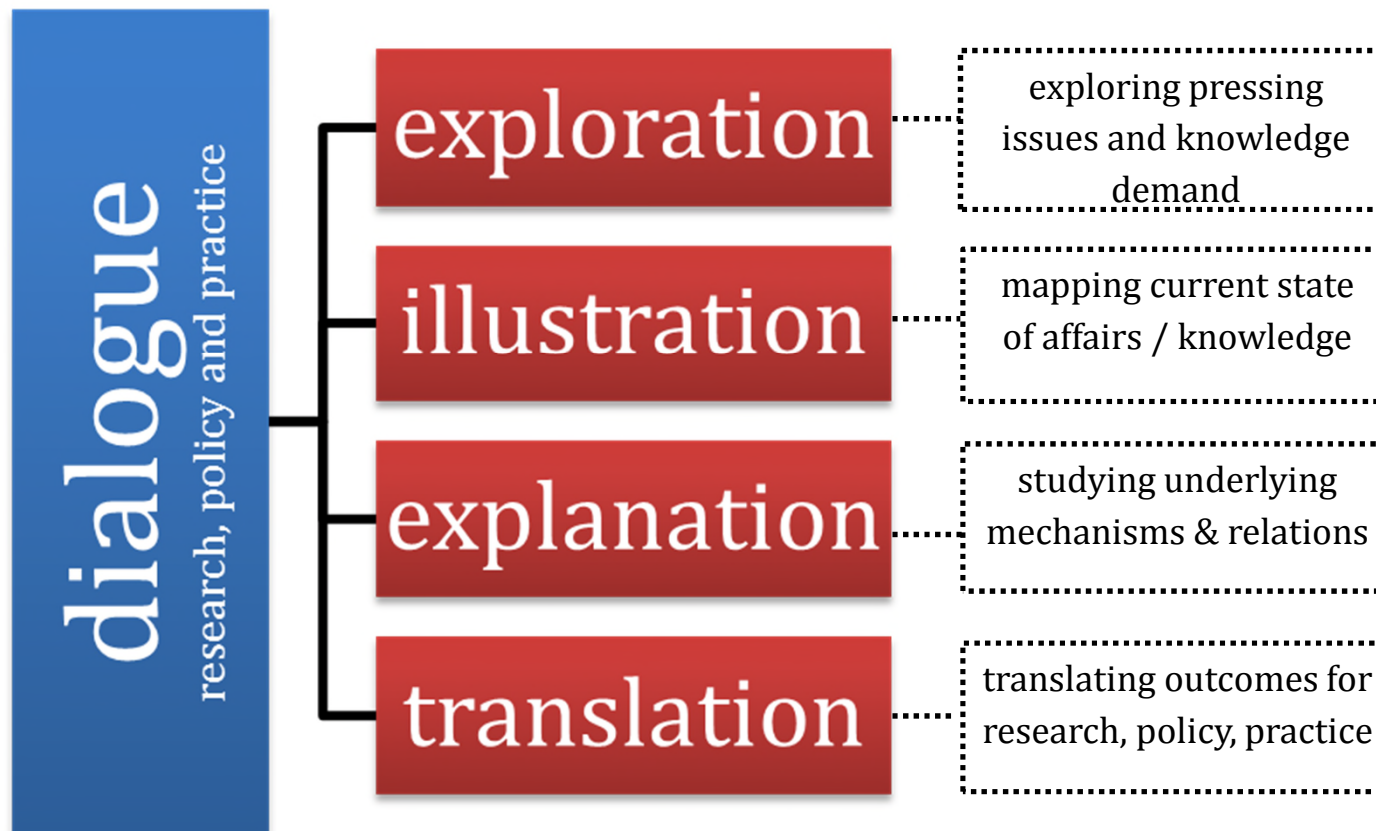 dialogue
research, policy and practice
exploration
exploring pressing
issues and knowledge
demand
illustration
mapping current state
of affairs / knowledge
explanation
studying underlying
mechanisms & relations
translation
translating outcomes for
research, policy, practice